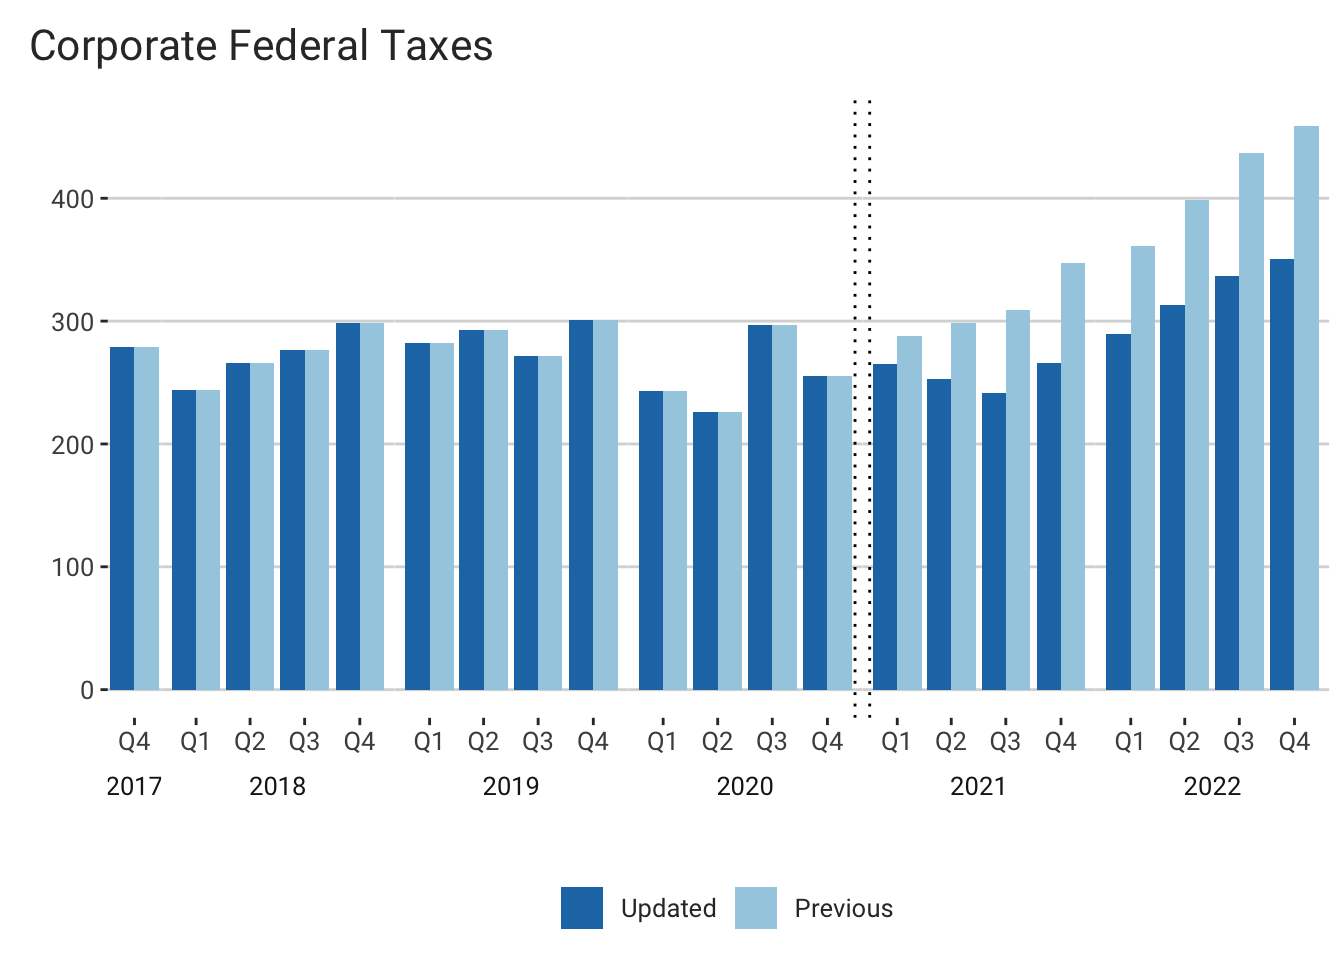 Corporate Federal Taxes
400
300
200
100
0
Q4 Q1 Q2 Q3 Q4 Q1 Q2 Q3 Q4 Q1 Q2 Q3 Q4 Q1 Q2 Q3 Q4 Q1 Q2 Q3 Q4
2017 2018 2019 2020 2021 2022
Updated Previous